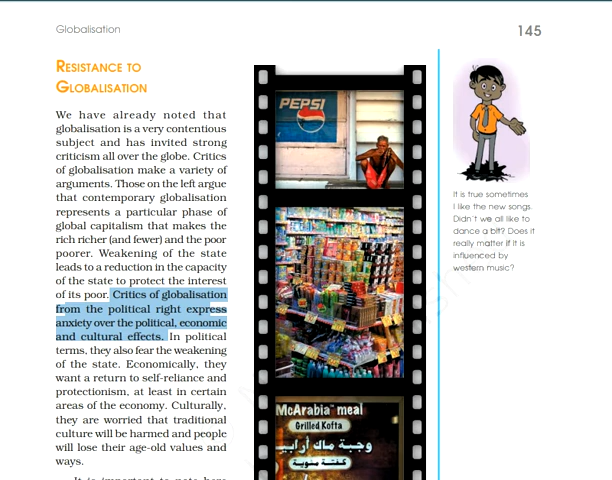 Globalisation
145
RESISTANCE TO
GLOBALISATION
We have already noted that
globalisation is a very contentious
subject and has invited strong
criticism all over the globe. Critics
of globalisation make a variety of
arguments. Those on the left argue
that contemporary globalisation
represents a particular phase of
global capitalism that makes the
rich richer (and fewer) and the poor
poorer. Weakening of the state
leads to a reduction in the capacity
of the state to protect the interest
of its poor. Critics of globalisation
from the political right express
anxiety over the political, economic
and cultural effects. In political
terms, they also fear the weakening
of the state. Economically, they
want a return to self-reliance and
protectionism, at least in certain
areas of the economy. Culturally,
they are worried that traditional
culture will be harmed and people
will lose their age-old values and
ways.
PEPSI
McArabia™ meal
Grilled Kofta
وجبة ماك أرابيا
كفتة مشوية
It is true sometimes
I like the new songs.
Didn't we all like to
dance a bit? Does it
really matter if it is
influenced by
western music?